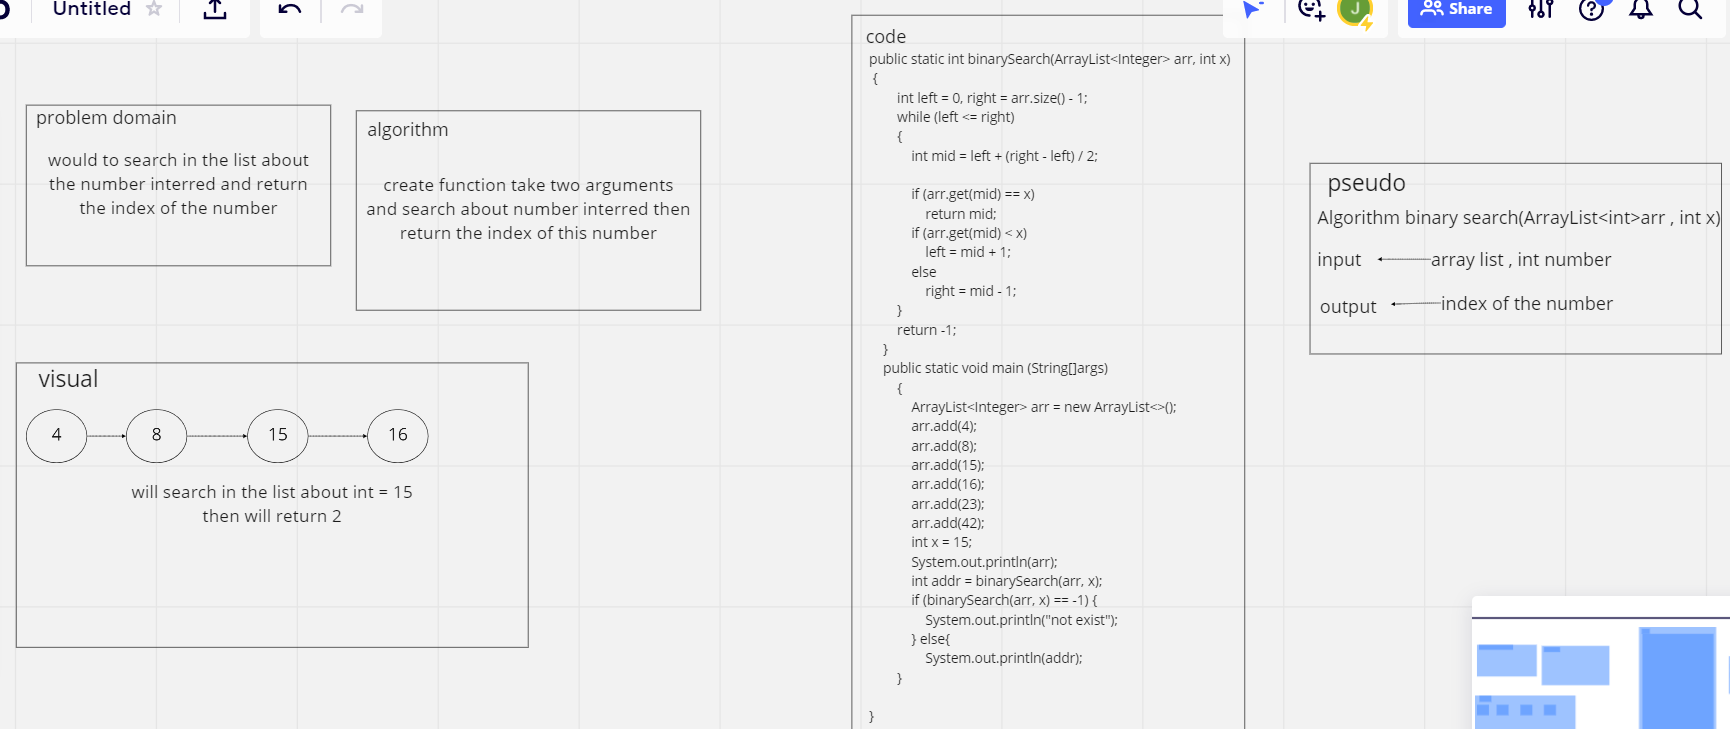 Untitled
J
Share
problem domain
would to search in the list about
the number interred and return
the index of the number
algorithm
create function take two arguments
and search about number interred then
return the index of this number
visual
4
8
15
16
will search in the list about int = 15
then will return 2
code
public static int binarySearch(ArrayList<Integer> arr, int x)
{
int left = 0, right = arr.size() - 1;
while (left <= right)
{
int mid = left + (right - left) / 2;
if (arr.get(mid) == x)
return mid;
if (arr.get(mid) < x)
left = mid + 1;
else
right = mid - 1;
}
return -1;
}
public static void main (String[]args)
{
ArrayList<Integer> arr = new ArrayList<>();
arr.add(4);
arr.add(8);
arr.add(15);
arr.add(16);
arr.add(23);
arr.add(42);
int x = 15;
System.out.println(arr);
int addr = binarySearch(arr, x);
if (binarySearch(arr, x) == -1) {
System.out.println("not exist");
} else{
System.out.println(addr);
}
}
pseudo
Algorithm binary search(ArrayList<int>arr , int x)
input array list , int number
output index of the number